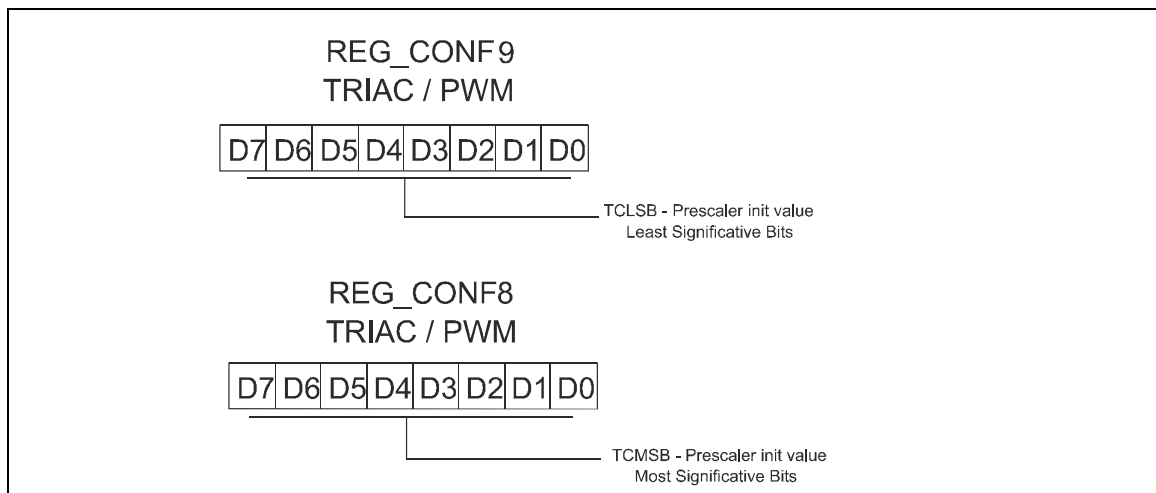 REG_CONF9
TRIAC / PWM
D7 D6 D5 D4 D3 D2 D1 D0
TCLSB - Prescaler init value
Least Significative Bits
REG_CONF8
TRIAC / PWM
D7 D6 D5 D4 D3 D2 D1 D0
TCMSB - Prescaler init value
Most Significative Bits